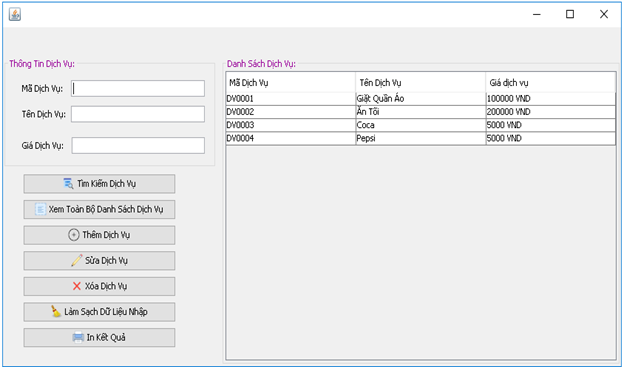 Thông Tin Dịch Vụ:
Mã Dịch Vụ:
Tên Dịch Vụ:
Giá Dịch Vụ:
Tìm Kiếm Dịch Vụ
Xem Toàn Bộ Danh Sách Dịch Vụ
Thêm Dịch Vụ
Sửa Dịch Vụ
Xóa Dịch Vụ
Làm Sạch Dữ Liệu Nhập
In Kết Quả
Danh Sách Dịch Vụ:
Mã Dịch Vụ Tên Dịch Vụ Giá dịch vụ
DV0001 Giặt Quần Áo 100000 VND
DV0002 Ăn Tối 200000 VND
DV0003 Coca 5000 VND
DV0004 Pepsi 5000 VND